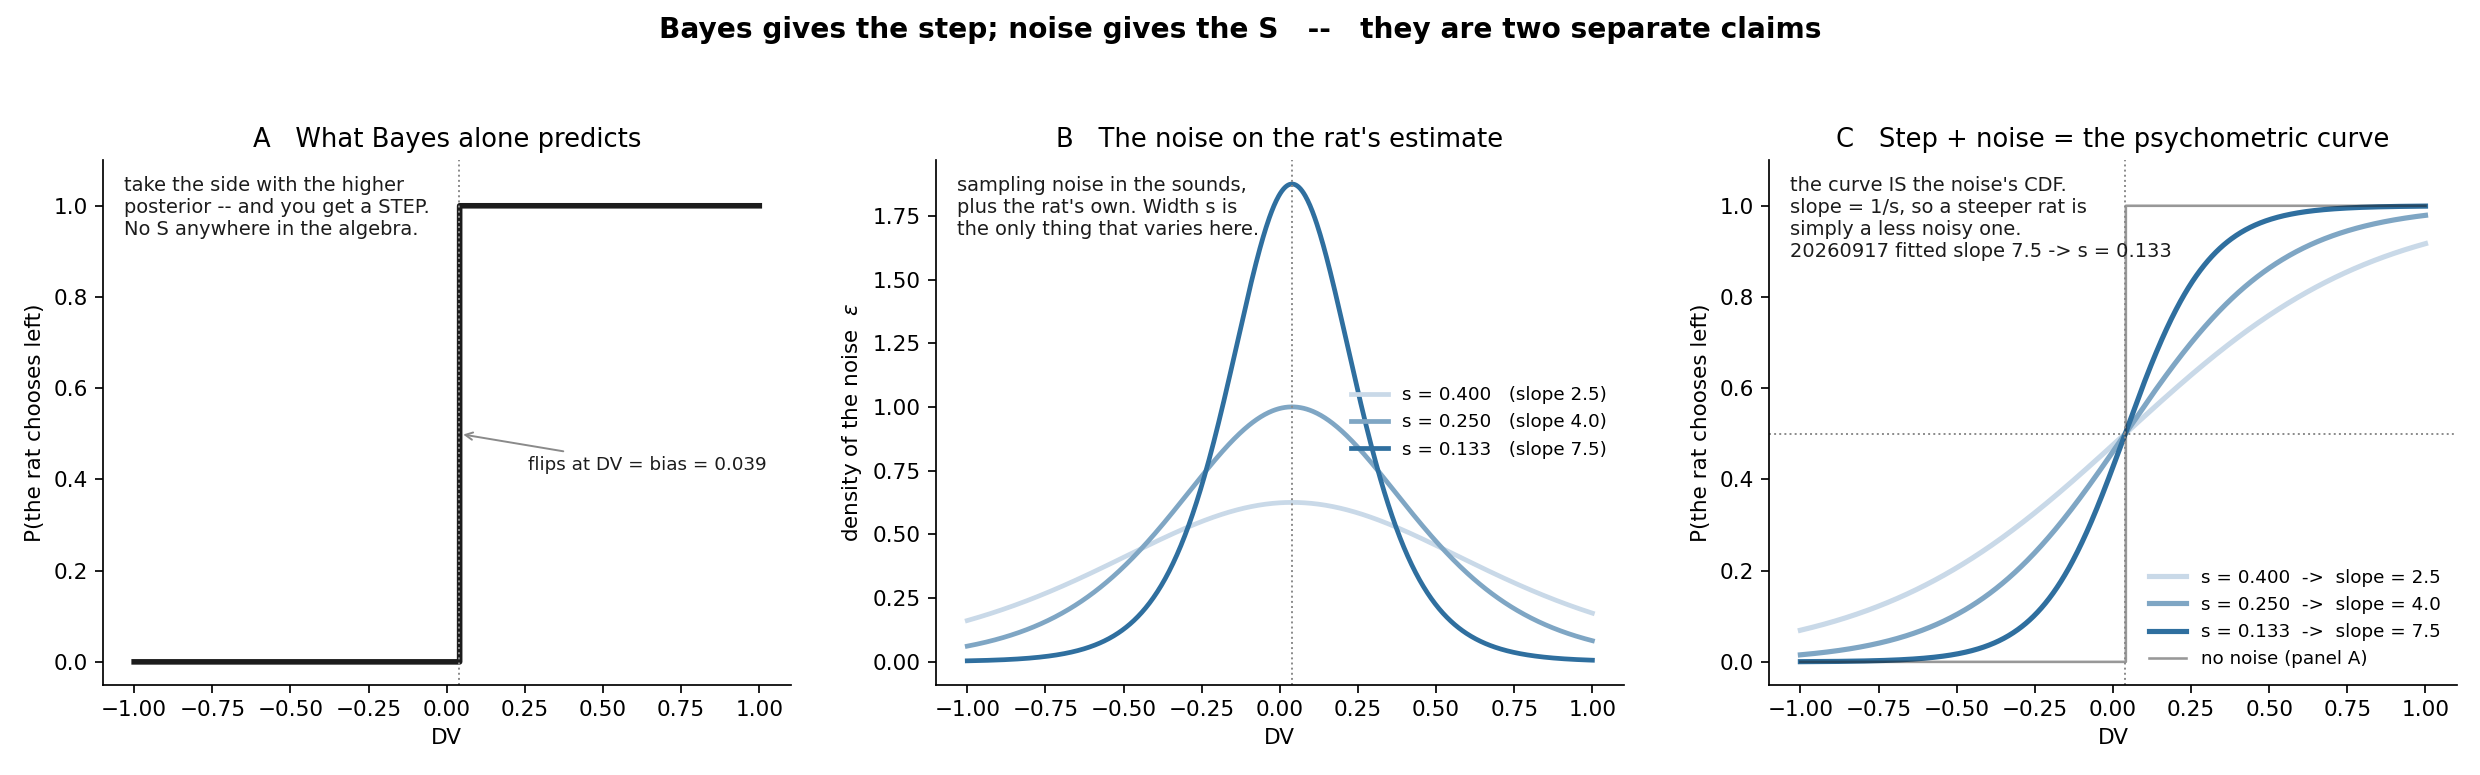 Bayes gives the step; noise gives the S -- they are two separate claims
A What Bayes alone predicts
take the side with the higher
posterior -- and you get a STEP.
No S anywhere in the algebra.
flips at DV = bias = 0.039
P(the rat chooses left)
1.0
0.8
0.6
0.4
0.2
0.0
−1.00 −0.75 −0.50 −0.25 0.00 0.25 0.50 0.75 1.00
DV
B The noise on the rat's estimate
sampling noise in the sounds,
plus the rat's own. Width s is
the only thing that varies here.
density of the noise ε
1.75
1.50
1.25
1.00
0.75
0.50
0.25
0.00
s = 0.400 (slope 2.5)
s = 0.250 (slope 4.0)
s = 0.133 (slope 7.5)
−1.00 −0.75 −0.50 −0.25 0.00 0.25 0.50 0.75 1.00
DV
C Step + noise = the psychometric curve
the curve IS the noise's CDF.
slope = 1/s, so a steeper rat is
simply a less noisy one.
20260917 fitted slope 7.5 -> s = 0.133
P(the rat chooses left)
1.0
0.8
0.6
0.4
0.2
0.0
s = 0.400 -> slope = 2.5
s = 0.250 -> slope = 4.0
s = 0.133 -> slope = 7.5
no noise (panel A)
−1.00 −0.75 −0.50 −0.25 0.00 0.25 0.50 0.75 1.00
DV